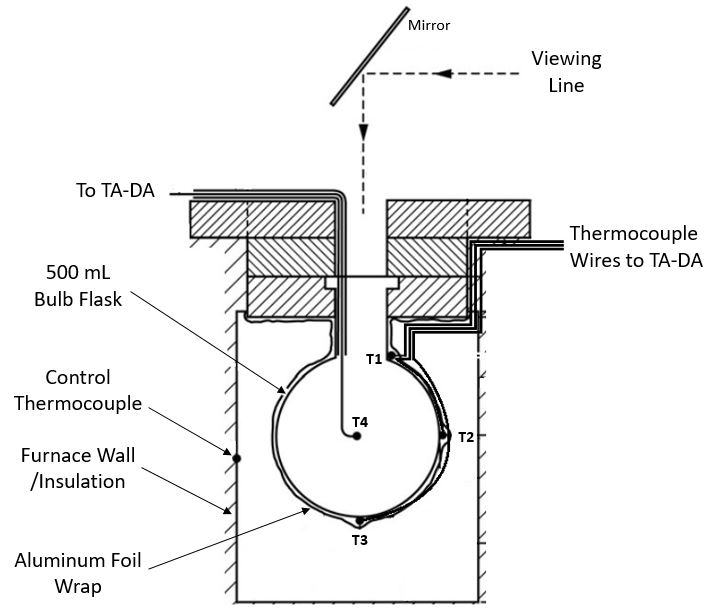 Mirror
Viewing
Line
To TA-DA
Thermocouple
Wires to TA-DA
500 mL
Bulb Flask
T1
Control
Thermocouple
T4
T2
Furnace Wall
/Insulation
T3
Aluminum Foil
Wrap